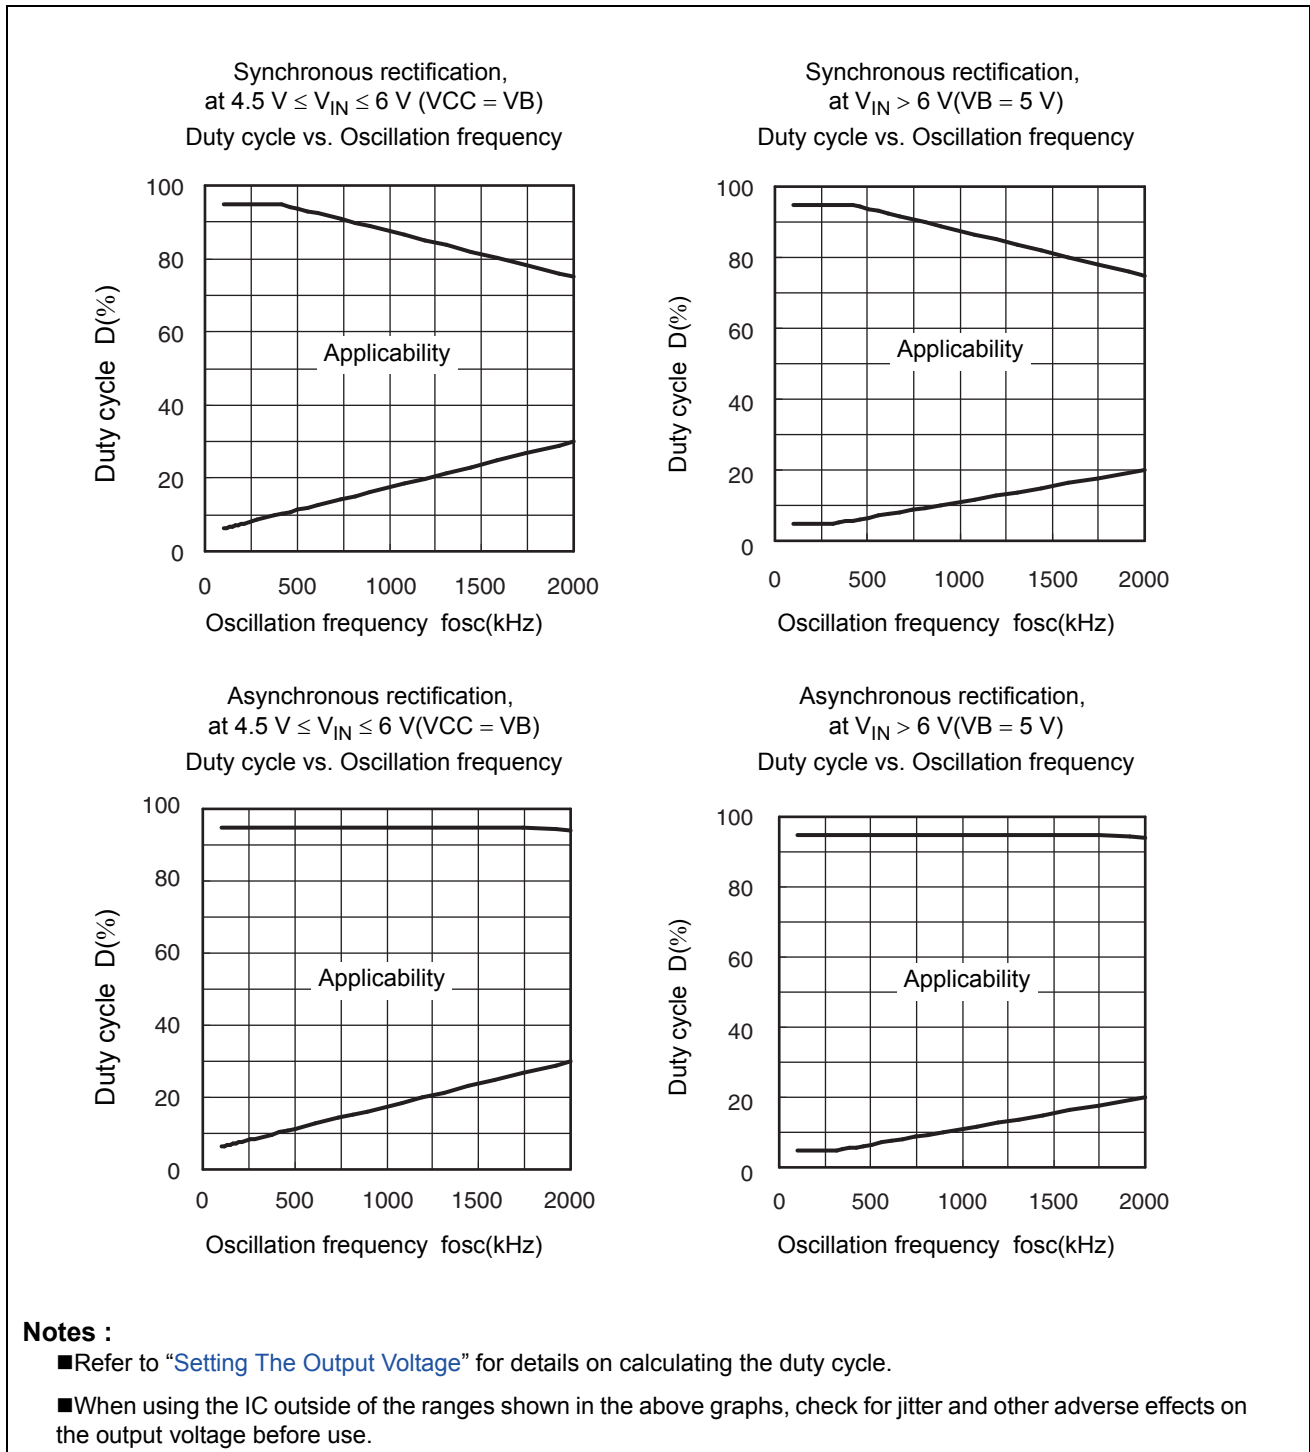 Synchronous rectification,
at 4.5 V ≤ VIN ≤ 6 V (VCC = VB)
Duty cycle vs. Oscillation frequency
100
80
60
40
20
0
Duty cycle D(%)
Applicability
0 500 1000 1500 2000
Oscillation frequency fosc(kHz)
Synchronous rectification,
at VIN > 6 V(VB = 5 V)
Duty cycle vs. Oscillation frequency
100
80
60
40
20
0
Duty cycle D(%)
Applicability
0 500 1000 1500 2000
Oscillation frequency fosc(kHz)
Asynchronous rectification,
at 4.5 V ≤ VIN ≤ 6 V(VCC = VB)
Duty cycle vs. Oscillation frequency
100
80
60
40
20
0
Duty cycle D(%)
Applicability
0 500 1000 1500 2000
Oscillation frequency fosc(kHz)
Asynchronous rectification,
at VIN > 6 V(VB = 5 V)
Duty cycle vs. Oscillation frequency
100
80
60
40
20
0
Duty cycle D(%)
Applicability
0 500 1000 1500 2000
Oscillation frequency fosc(kHz)
Notes :
■Refer to “Setting The Output Voltage” for details on calculating the duty cycle.
■When using the IC outside of the ranges shown in the above graphs, check for jitter and other adverse effects on
the output voltage before use.